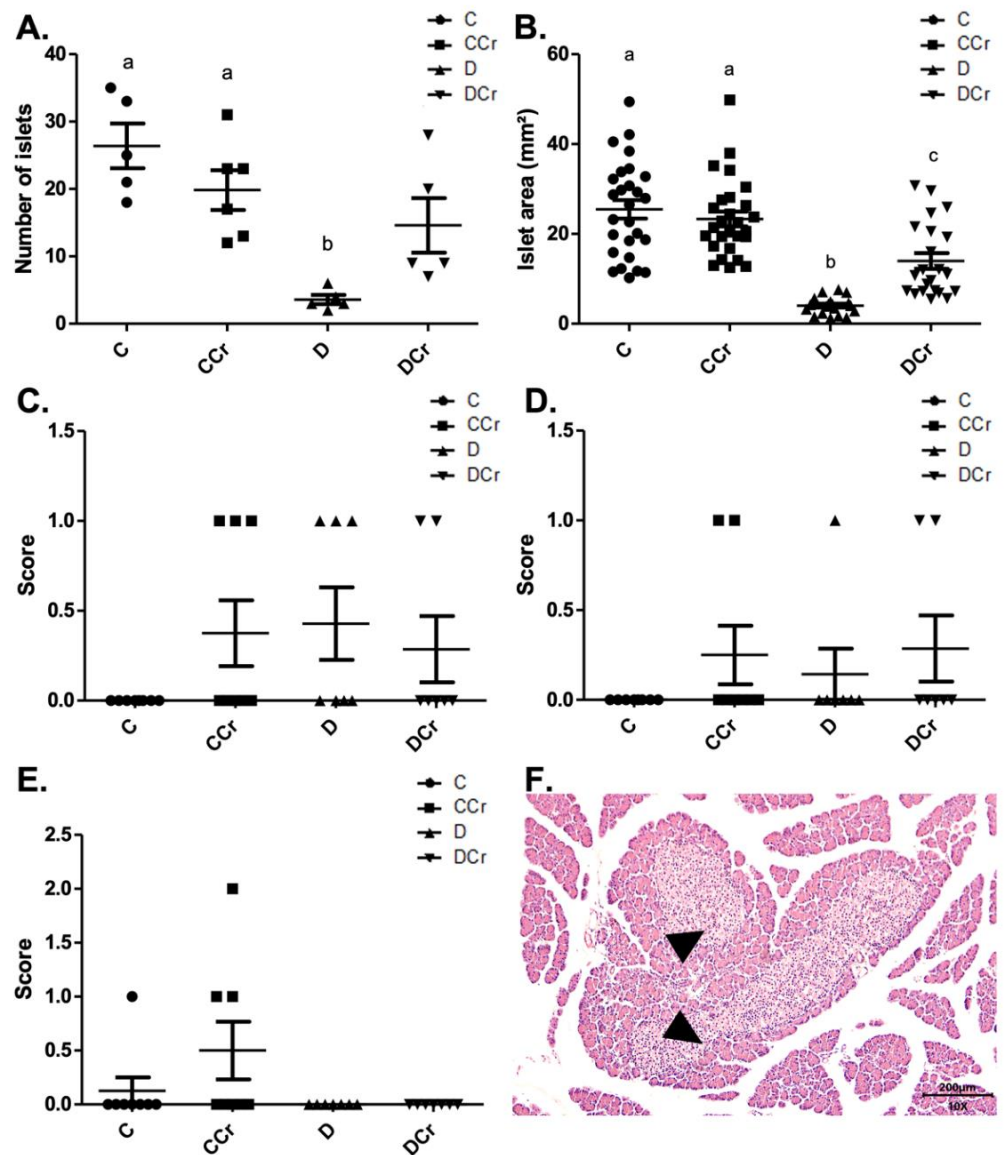 A.
C
CCr
D
DCr
Number of islets
40
30
20
10
0
a
a
b
C
CCr
D
DCr
B.
C
CCr
D
DCr
Islet area (mm²)
60
40
20
0
a
a
b
c
C
CCr
D
DCr
C.
C
CCr
D
DCr
Score
1.5
1.0
0.5
0.0
C
CCr
D
DCr
D.
C
CCr
D
DCr
Score
1.5
1.0
0.5
0.0
C
CCr
D
DCr
E.
C
CCr
D
DCr
Score
2.5
2.0
1.5
1.0
0.5
0.0
C
CCr
D
DCr
F.
200μm
10X